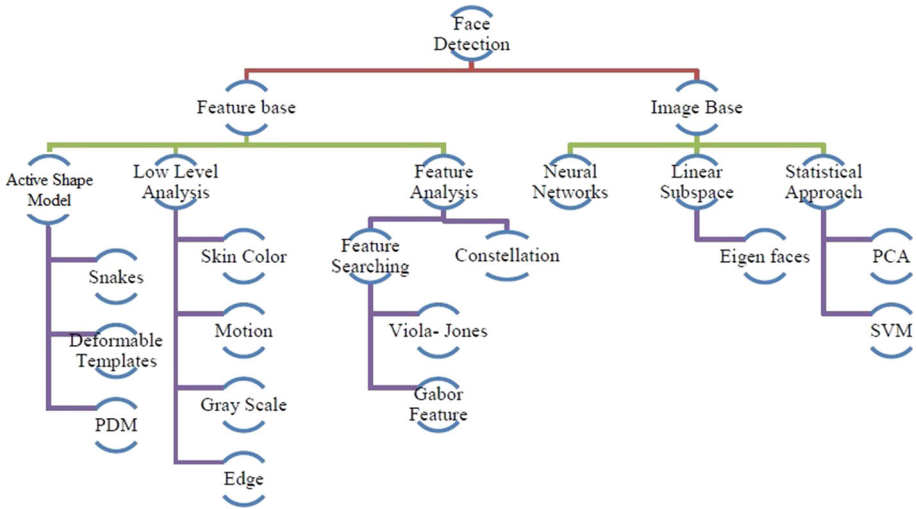 Face
Detection
Feature base
Image Base
Active Shape
Model
Low Level
Analysis
Feature
Analysis
Neural
Networks
Linear
Subspace
Statistical
Approach
Snakes
Deformable
Templates
PDM
Skin Color
Motion
Gray Scale
Edge
Feature
Searching
Constellation
Viola- Jones
Gabor
Feature
Eigen faces
PCA
SVM